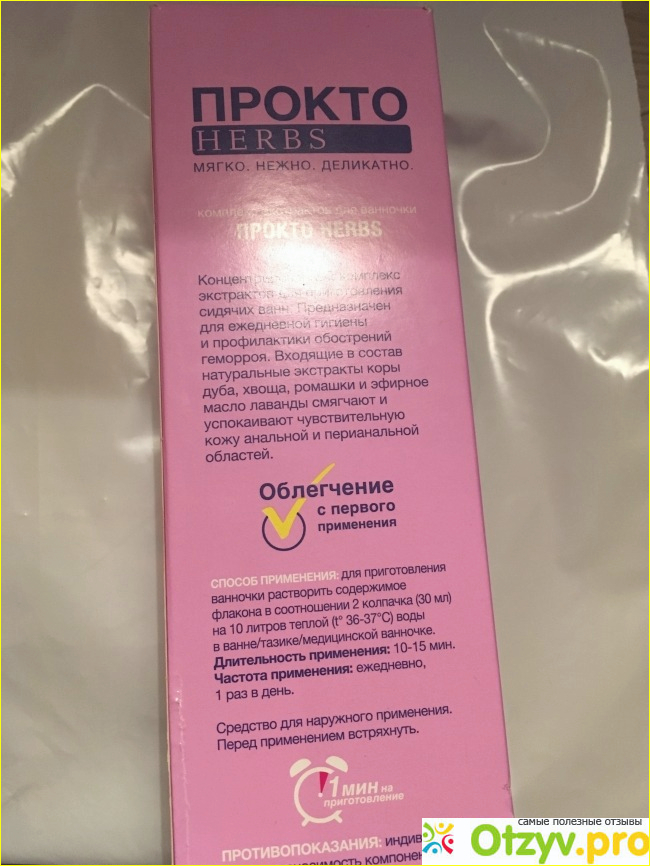 ПРОКТО
HERBS
МЯГКО. НЕЖНО. ДЕЛИКАТНО.
для ванночки
ПРОКТО HERBS
комплекс
экстрактов
сидячих ванн. Предназначен
для ежедневной гигиены
и профилактики обострений
геморроя. Входящие в состав
натуральные экстракты коры
дуба, хвоща, ромашки и эфирное
масло лаванды смягчают и
успокаивают чувствительную
кожу анальной и перианальной
областей.
Облегчение
с первого
применения
СПОСОБ ПРИМЕНЕНИЯ: для приготовления
ванночки растворить содержимое
флакона в соотношении 2 колпачка (30 мл)
на 10 литров теплой (t° 36-37°C) воды
в ванне/тазике/медицинской ванночке.
Длительность применения: 10-15 мин.
Частота применения: ежедневно,
1 раз в день.
Средство для наружного применения.
Перед применением встряхнуть.
!1 мин на
приготовление
ПРОТИВОПОКАЗАНИЯ:
самые полезные отзывы
Otzyv.pro